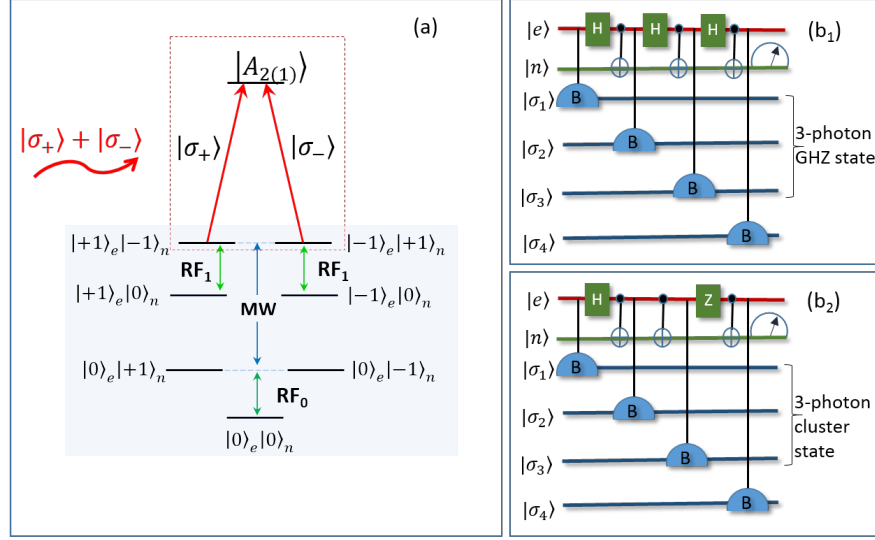 (a)
|A₂₍₁₎⟩
|σ₊⟩ + |σ₋⟩
|σ₊⟩ |σ₋⟩
|+1⟩ₑ|−1⟩ₙ |−1⟩ₑ|+1⟩ₙ
RF₁ RF₁
|+1⟩ₑ|0⟩ₙ |−1⟩ₑ|0⟩ₙ
MW
|0⟩ₑ|+1⟩ₙ |0⟩ₑ|−1⟩ₙ
RF₀
|0⟩ₑ|0⟩ₙ
(b₁)
|e⟩ H H H
|n⟩
|σ₁⟩ B
|σ₂⟩ B
|σ₃⟩ B
|σ₄⟩ B
3-photon
GHZ state
(b₂)
|e⟩ H Z
|n⟩
|σ₁⟩ B
|σ₂⟩ B
|σ₃⟩ B
|σ₄⟩ B
3-photon
cluster
state